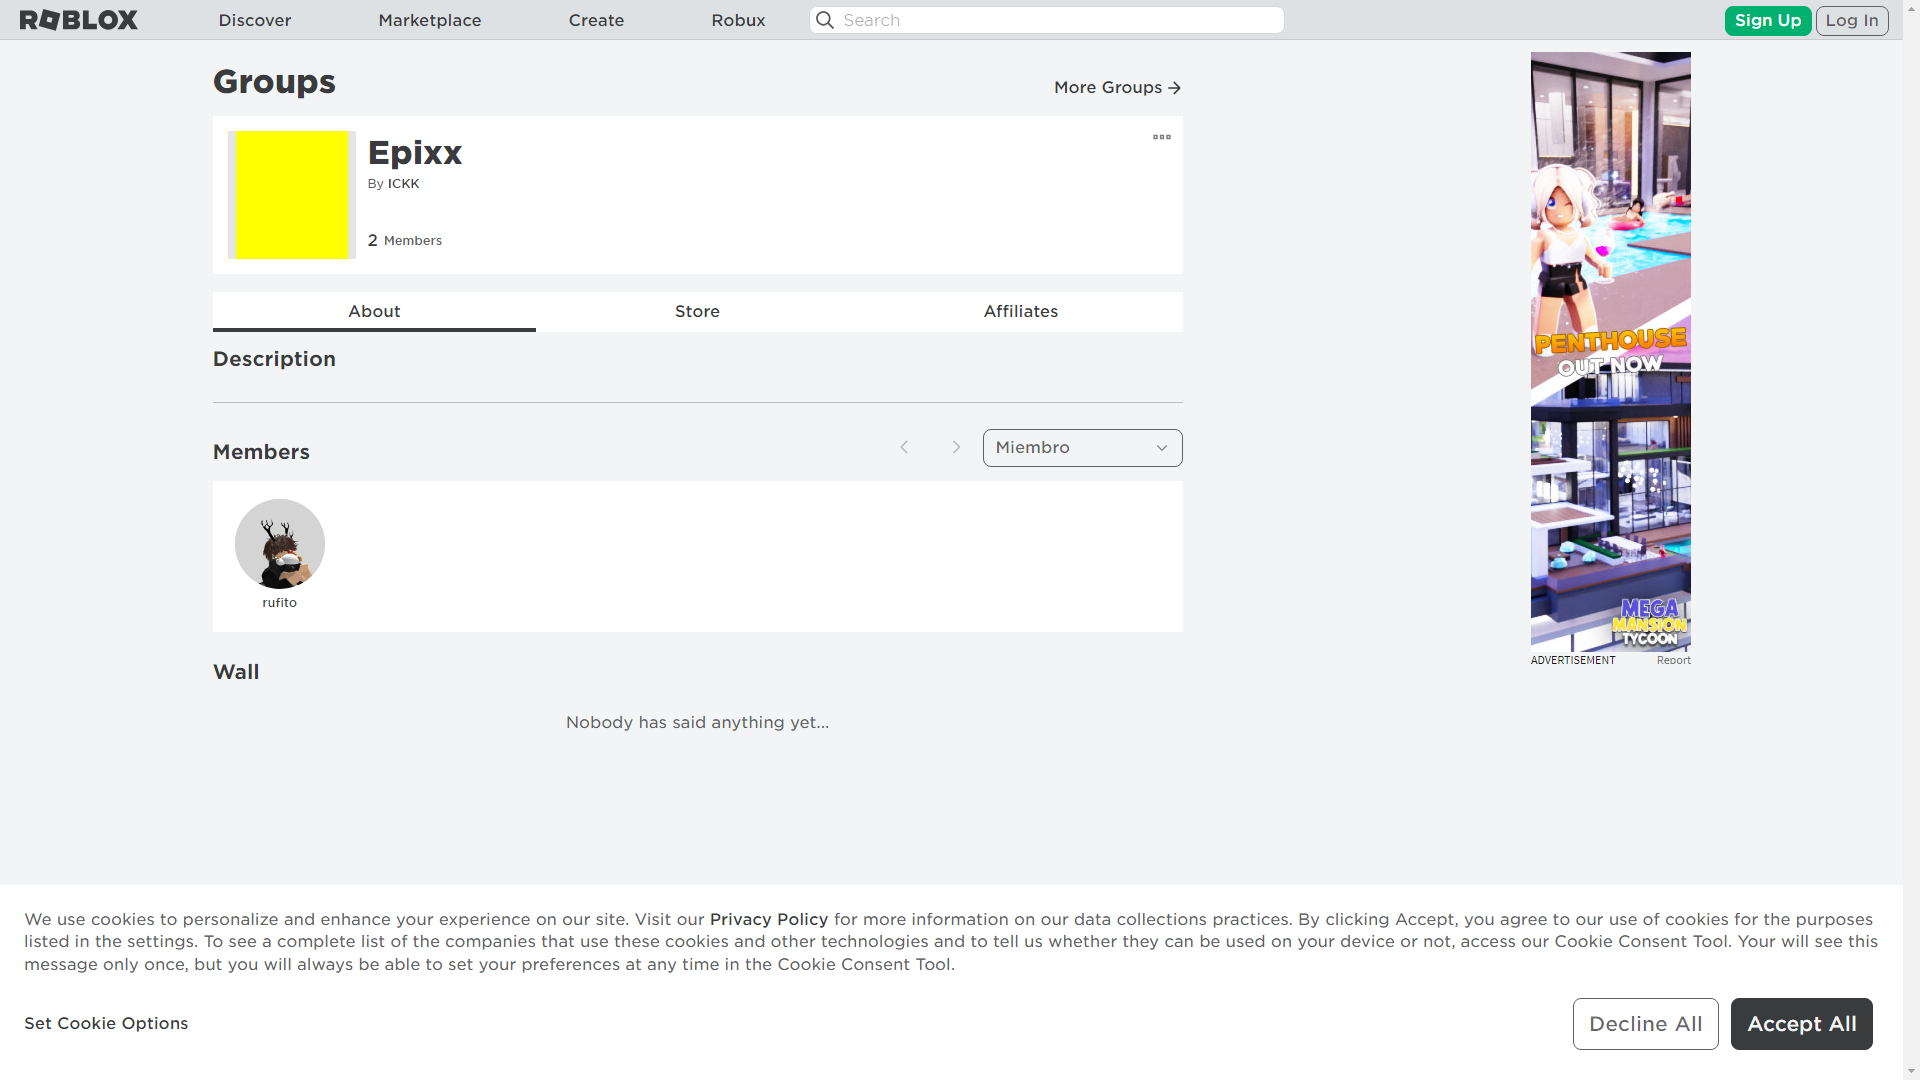 ROBLOX
Discover
Marketplace
Create
Robux
Search
Sign Up
Log In
Groups
More Groups
Epixx
By ICKK
2 Members
About
Store
Affiliates
Description
Members
Miembro
rufito
Wall
Nobody has said anything yet...
PENTHOUSE
OUT NOW
MEGA
MANSION
TYCOON
ADVERTISEMENT
Report
We use cookies to personalize and enhance your experience on our site. Visit our Privacy Policy for more information on our data collections practices. By clicking Accept, you agree to our use of cookies for the purposes
listed in the settings. To see a complete list of the companies that use these cookies and other technologies and to tell us whether they can be used on your device or not, access our Cookie Consent Tool. Your will see this
message only once, but you will always be able to set your preferences at any time in the Cookie Consent Tool.
Set Cookie Options
Decline All
Accept All